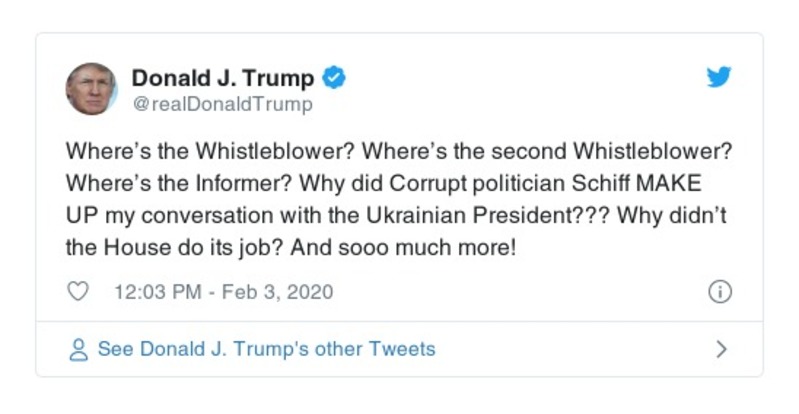 Donald J. Trump
@realDonaldTrump
Where’s the Whistleblower? Where’s the second Whistleblower?
Where’s the Informer? Why did Corrupt politician Schiff MAKE
UP my conversation with the Ukrainian President??? Why didn’t
the House do its job? And sooo much more!
12:03 PM - Feb 3, 2020
See Donald J. Trump's other Tweets